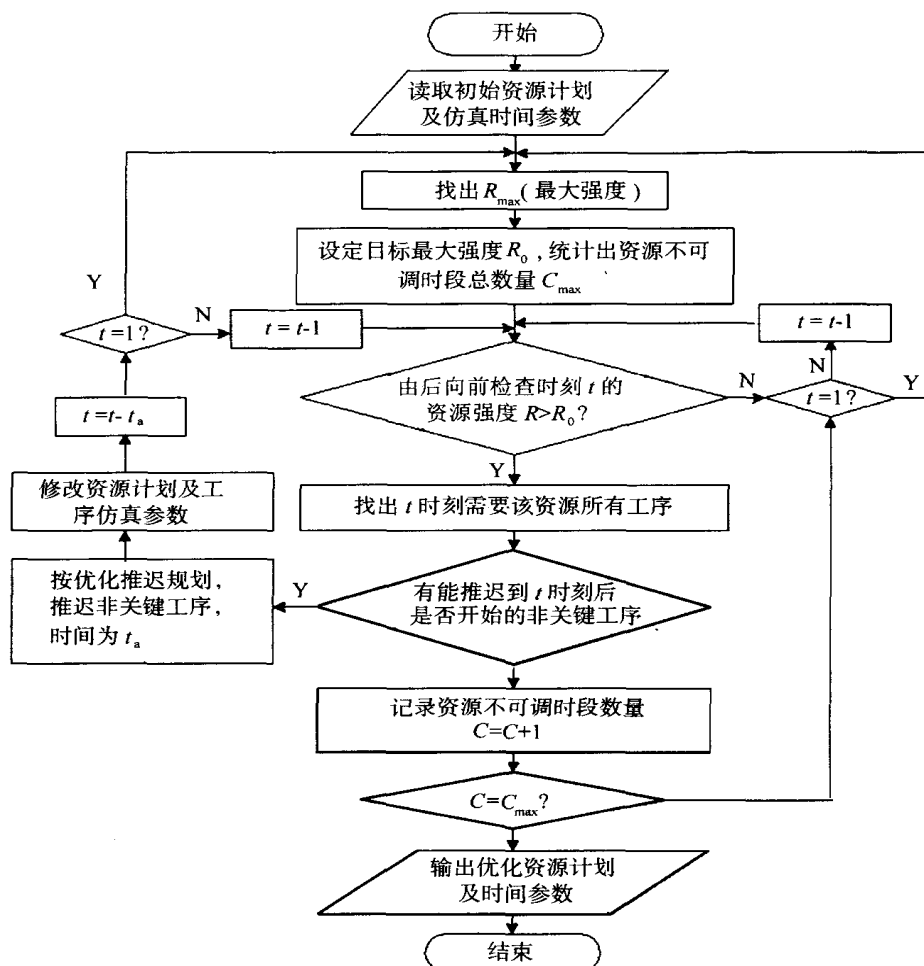 开始
读取初始资源计划
及仿真时间参数
找出 R_max(最大强度)
设定目标最大强度 R_0,统计出资源不可
调时段总数量 C_max
Y
t=1?
N
t=t-1
t=t-1
N
由后向前检查时刻 t 的
资源强度 R>R_0?
N
t=1?
Y
t=t-t_a
Y
修改资源计划及工
序仿真参数
找出 t 时刻需要该资源所有工序
按优化推迟规划,
推迟非关键工序,
时间为 t_a
Y
有能推迟到 t 时刻后
是否开始的非关键工序
记录资源不可调时段数量
C=C+1
C=C_max?
输出优化资源计划
及时间参数
结束